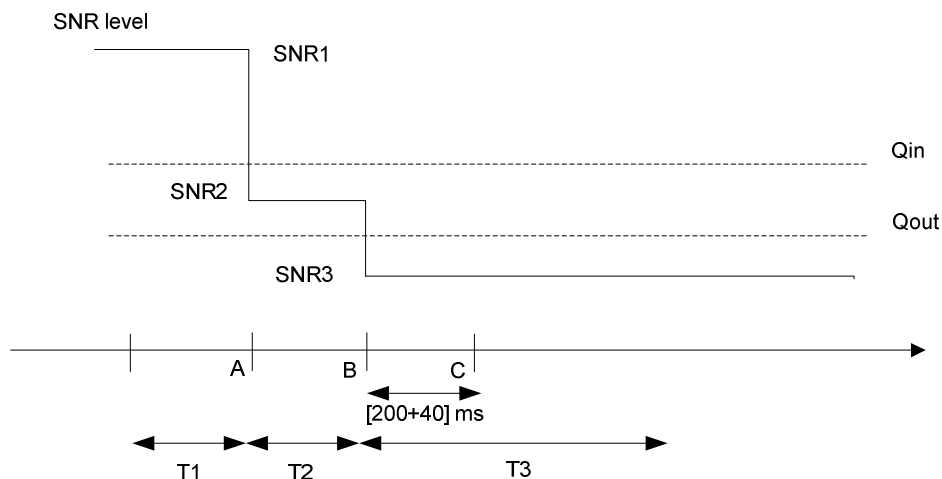 SNR level
SNR1
Qin
SNR2
Qout
SNR3
A
B
C
[200+40] ms
T1
T2
T3